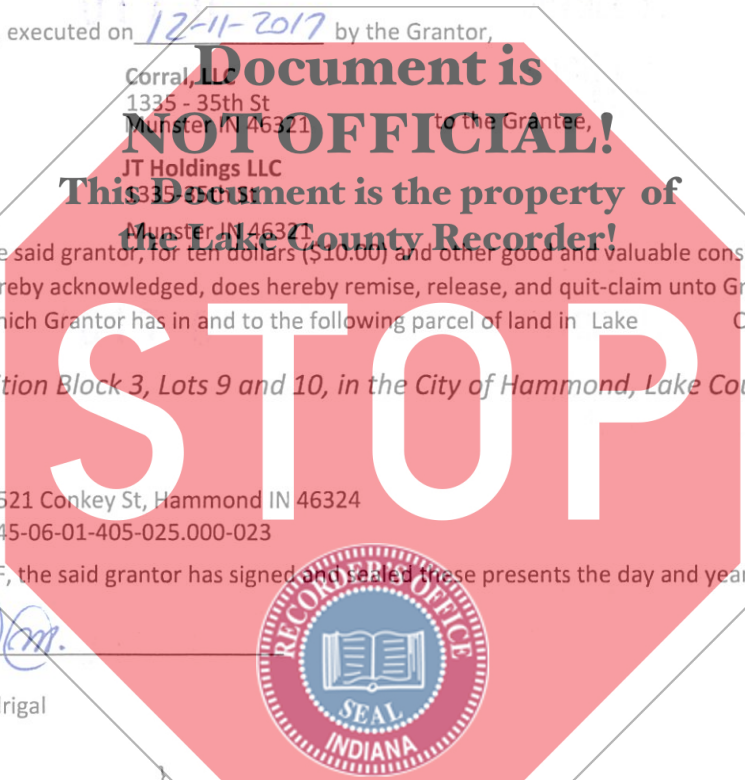 executed on 12-11-2017 by the Grantor,
Document is
Corral, LLC
1335 - 35th St
Munster IN 46321 to the Grantee,
NOT OFFICIAL!
JT Holdings LLC
This Document is the property of
1335-35th St
Munster IN 46321
the Lake County Recorder!
e said grantor, for ten dollars ($10.00) and other good and valuable cons
reby acknowledged, does hereby remise, release, and quit-claim unto Gr
hich Grantor has in and to the following parcel of land in Lake C
STOP
ition Block 3, Lots 9 and 10, in the City of Hammond, Lake Cou
521 Conkey St, Hammond IN 46324
45-06-01-405-025.000-023
F, the said grantor has signed and sealed these presents the day and year
RECORDER'S OFFICE
SEAL
INDIANA
drigal